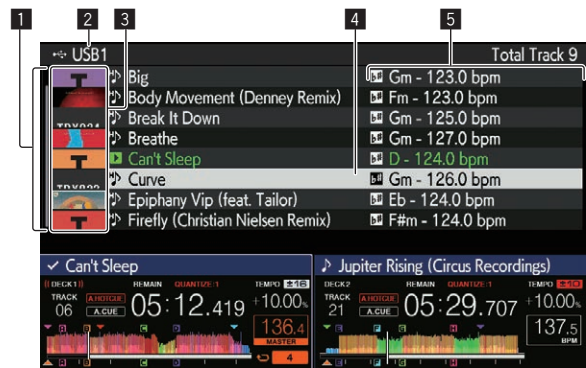 1 2 3 4 5
USB1 Total Track 9
Big Gm - 123.0 bpm
Body Movement (Denney Remix) Fm - 123.0 bpm
Break It Down Gm - 125.0 bpm
Breathe Gm - 127.0 bpm
Can't Sleep D - 124.0 bpm
Curve Gm - 126.0 bpm
Epiphany Vip (feat. Tailor) Eb - 124.0 bpm
Firefly (Christian Nielsen Remix) F#m - 124.0 bpm
Can't Sleep
DECK1 REMAIN QUANTIZE:1 TEMPO ±16
TRACK 06 A.HOTCUE A.CUE 05:12.419 +10.00%
136.4 MASTER
4
Jupiter Rising (Circus Recordings)
DECK2 REMAIN QUANTIZE:1 TEMPO ±10
TRACK 21 A.HOTCUE A.CUE 05:29.707 +10.00%
137.5 BPM